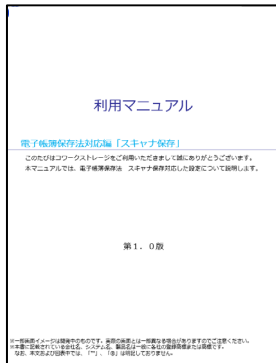 利用マニュアル
電子帳簿保存法対応編「スキャナ保存」
このたびはコワークストレージをご利用いただきまして誠にありがとうございます。
本マニュアルでは、電子帳簿保存法　スキャナ保存対応した設定について説明します。
第１．０版
※一部画面イメージは開発中のものです。実際の画面とは一部異なる場合がありますのでご注意ください。
※本書に記載されている会社名、システム名、製品名は一般に各社の登録商標または商標です。
なお、本文および図表中では、「™」、「®」は明記しておりません。